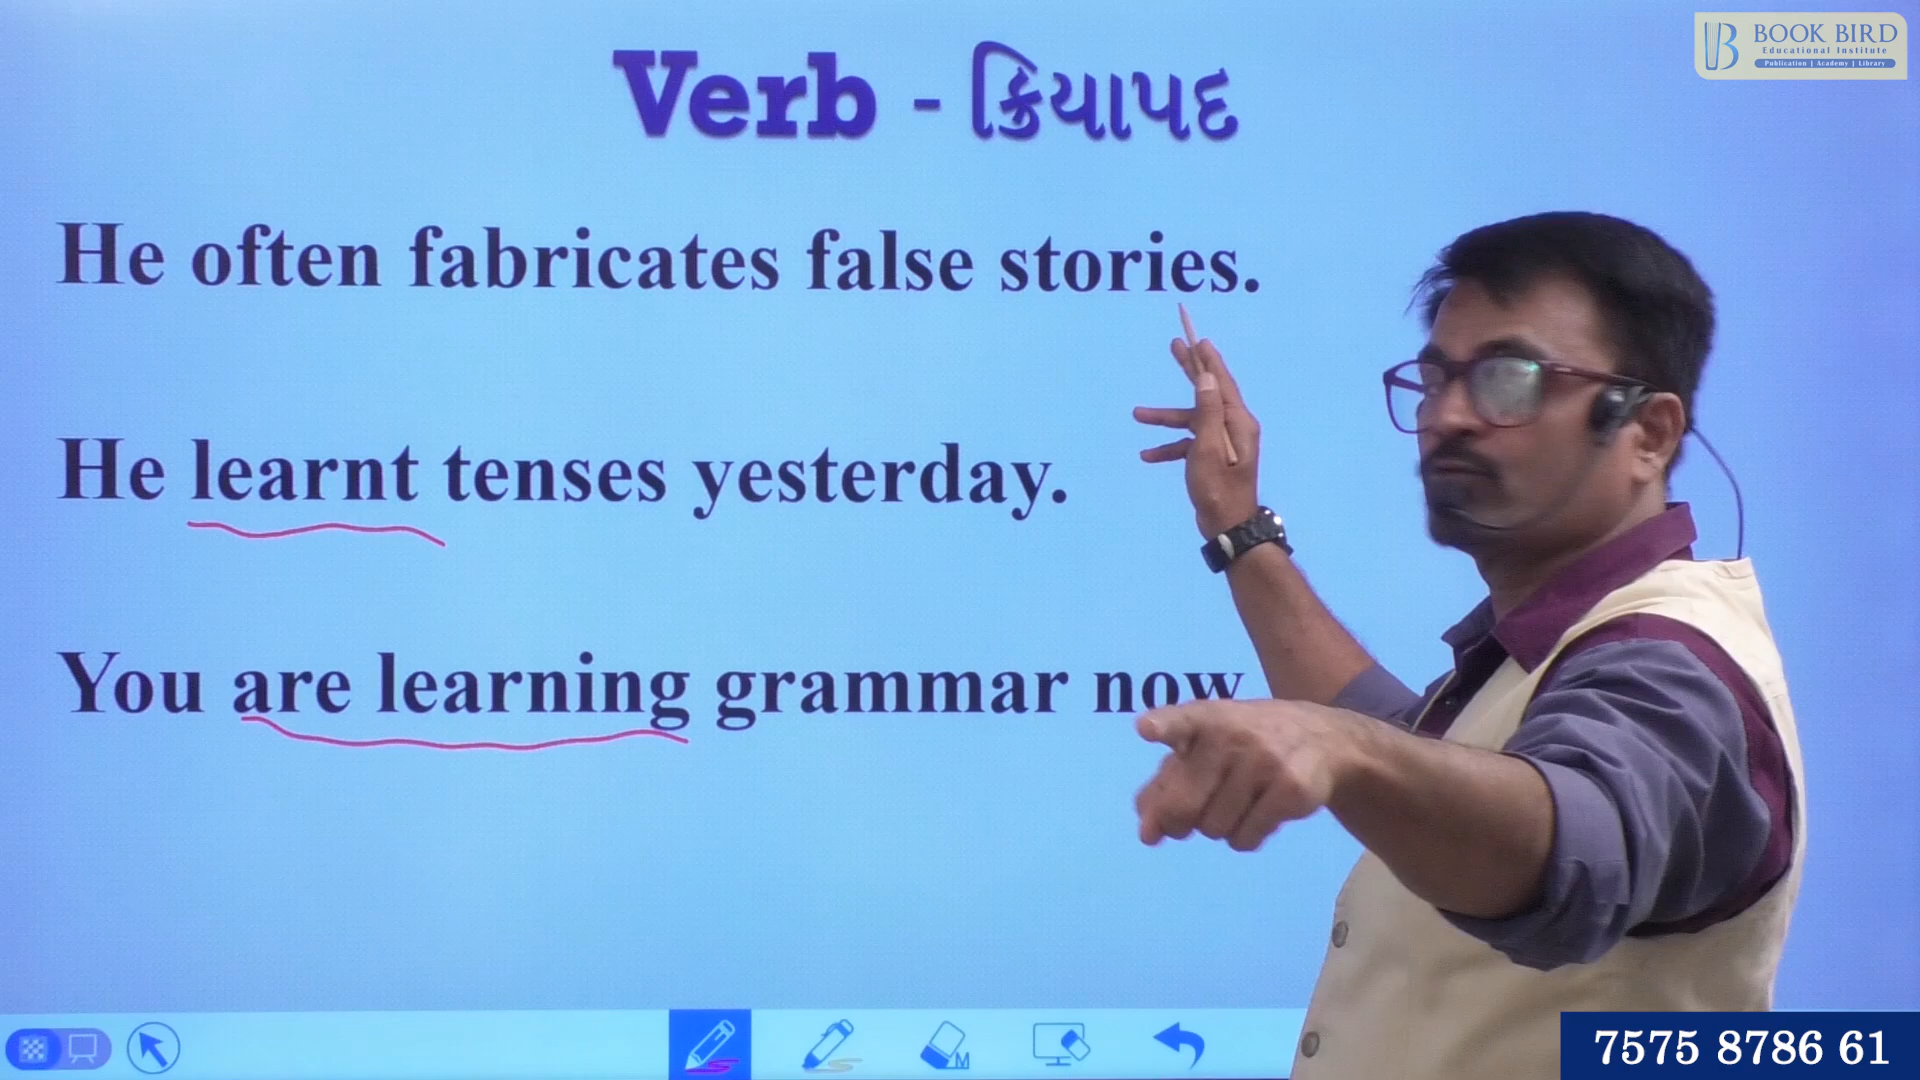 BOOK BIRD
Educational Institute
Publication | Academy | Library
Verb - ક્રિયાપદ
He often fabricates false stories.
He learnt tenses yesterday.
You are learning grammar now
M
7575 8786 61